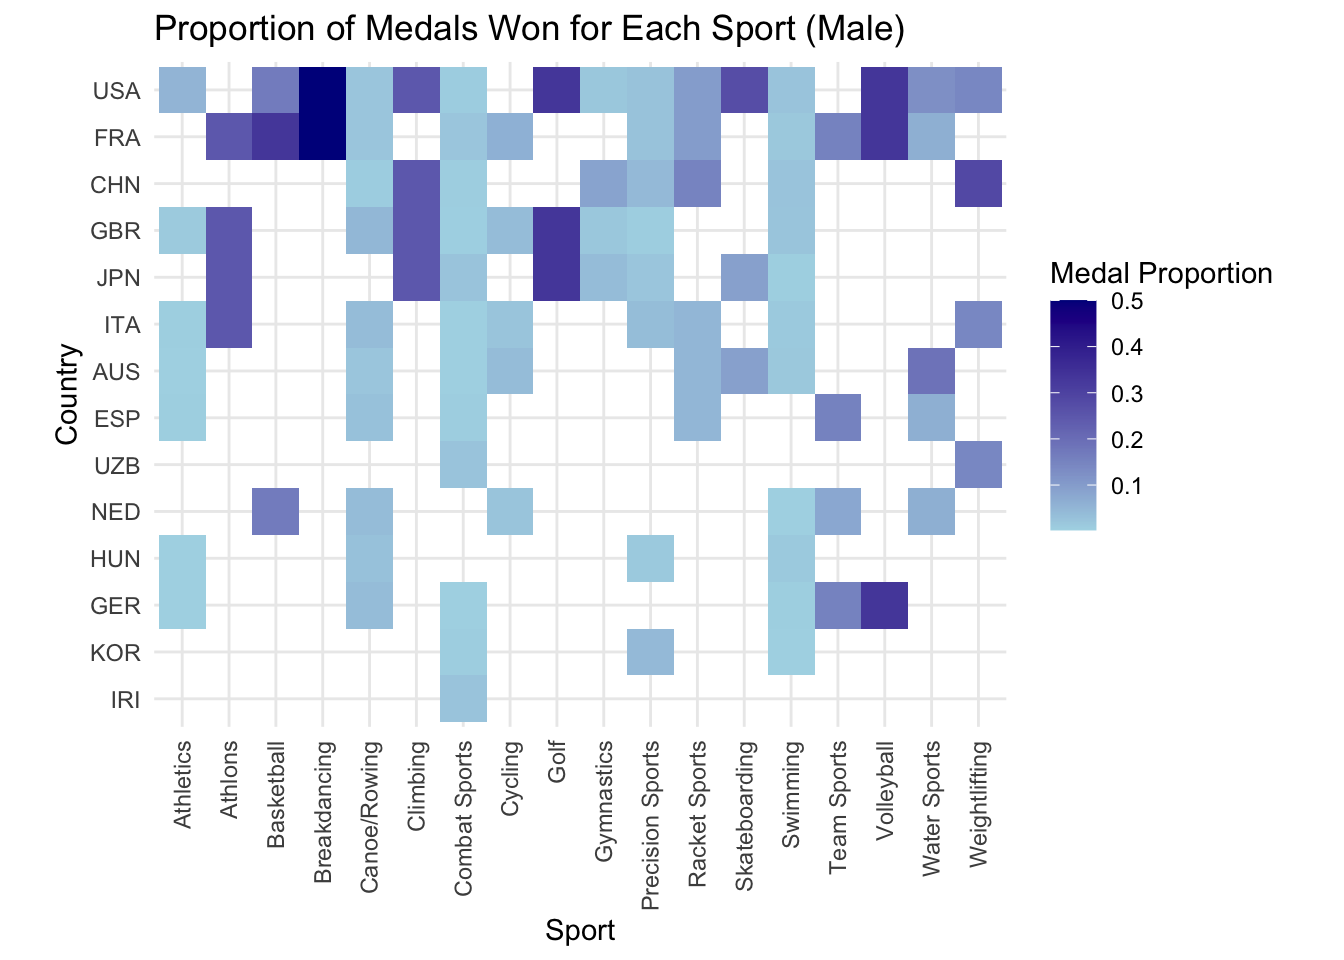 Proportion of Medals Won for Each Sport (Male)
USA
FRA
CHN
GBR
JPN
ITA
AUS
ESP
UZB
NED
HUN
GER
KOR
IRI
Country
Athletics
Athlons
Basketball
Breakdancing
Canoe/Rowing
Climbing
Combat Sports
Cycling
Golf
Gymnastics
Precision Sports
Racket Sports
Skateboarding
Swimming
Team Sports
Volleyball
Water Sports
Weightlifting
Sport
Medal Proportion
0.5
0.4
0.3
0.2
0.1